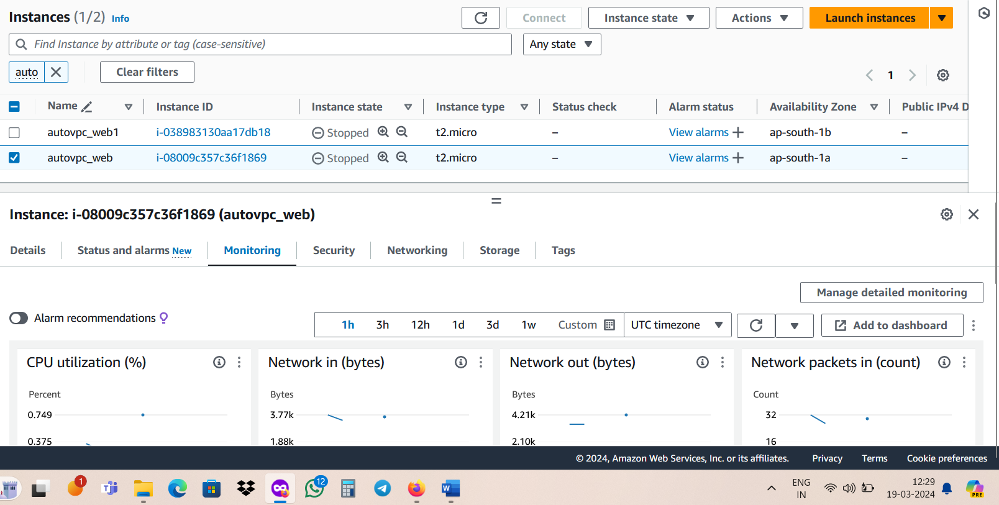 Instances (1/2) Info
Connect
Instance state
Actions
Launch instances
Find Instance by attribute or tag (case-sensitive)
Any state
auto
Clear filters
1
Name Instance ID Instance state Instance type Status check Alarm status Availability Zone Public IPv4 D
autovpc_web1 i-038983130aa17db18 Stopped t2.micro – View alarms + ap-south-1b –
autovpc_web i-08009c357c36f1869 Stopped t2.micro – View alarms + ap-south-1a –
Instance: i-08009c357c36f1869 (autovpc_web)
Details Status and alarms New Monitoring Security Networking Storage Tags
Manage detailed monitoring
Alarm recommendations
1h 3h 12h 1d 3d 1w Custom UTC timezone
Add to dashboard
CPU utilization (%)
Percent
0.749
0.375
Network in (bytes)
Bytes
3.77k
1.88k
Network out (bytes)
Bytes
4.21k
2.10k
Network packets in (count)
Count
32
16
© 2024, Amazon Web Services, Inc. or its affiliates. Privacy Terms Cookie preferences
1
12
ENG
IN
12:29
19-03-2024
PRE